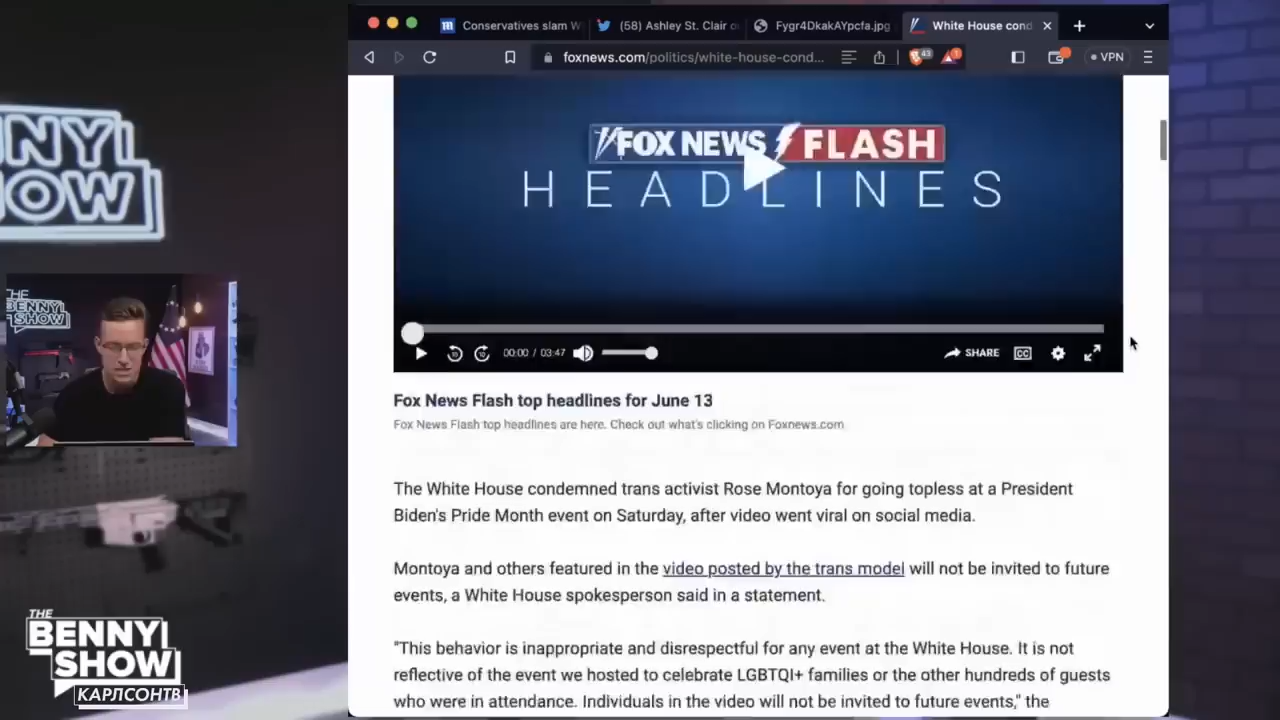 Conservatives slam W
(58) Ashley St. Clair o
Fygr4DkakAYpcfa.jpg
White House cond
foxnews.com/politics/white-house-cond...
43
1
VPN
NNY
OW
THE
BENNY
SHOW
FOX NEWS FLASH
HEADLINES
00:00 / 03:47
SHARE
CC
Fox News Flash top headlines for June 13
Fox News Flash top headlines are here. Check out what's clicking on Foxnews.com
The White House condemned trans activist Rose Montoya for going topless at a President
Biden's Pride Month event on Saturday, after video went viral on social media.
Montoya and others featured in the video posted by the trans model will not be invited to future
events, a White House spokesperson said in a statement.
"This behavior is inappropriate and disrespectful for any event at the White House. It is not
reflective of the event we hosted to celebrate LGBTQI+ families or the other hundreds of guests
who were in attendance. Individuals in the video will not be invited to future events," the
THE
BENNY
SHOW
КАРЛСОНТВ